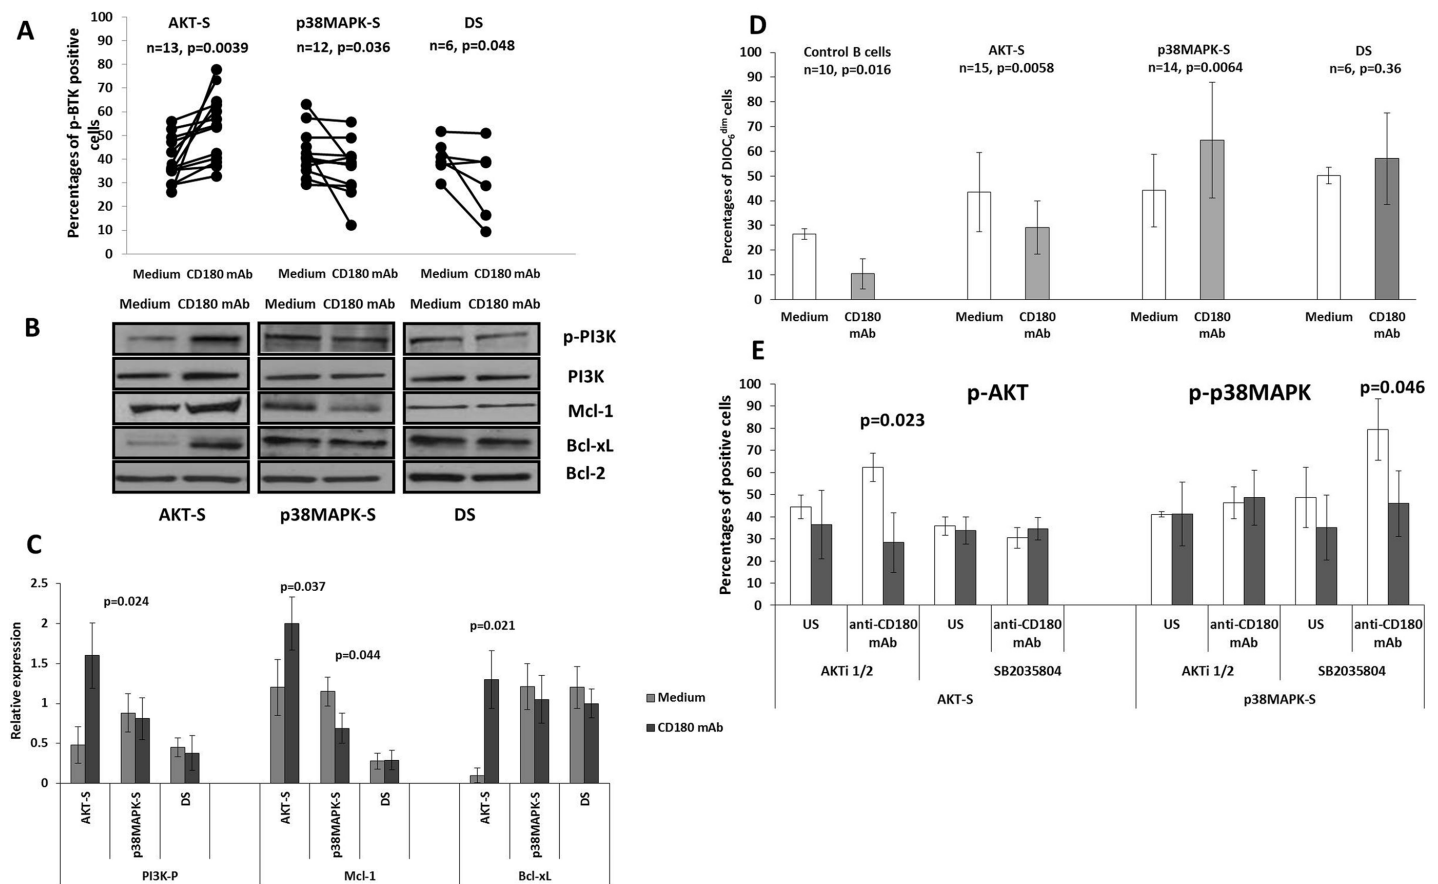 A
Percentages of p-BTK positive cells
100
90
80
70
60
50
40
30
20
10
0
AKT-S
n=13, p=0.0039
p38MAPK-S
n=12, p=0.036
DS
n=6, p=0.048
Medium CD180 mAb Medium CD180 mAb Medium CD180 mAb
B
Medium CD180 mAb Medium CD180 mAb Medium CD180 mAb
p-PI3K
PI3K
Mcl-1
Bcl-xL
Bcl-2
AKT-S p38MAPK-S DS
C
Relative expression
2.5
2
1.5
1
0.5
0
p=0.024
p=0.037
p=0.044
p=0.021
Medium
CD180 mAb
AKT-S p38MAPK-S DS AKT-S p38MAPK-S DS AKT-S p38MAPK-S DS
PI3K-P Mcl-1 Bcl-xL
D
Percentages of DIOC6dim cells
100
90
80
70
60
50
40
30
20
10
0
Control B cells
n=10, p=0.016
AKT-S
n=15, p=0.0058
p38MAPK-S
n=14, p=0.0064
DS
n=6, p=0.36
Medium CD180 mAb Medium CD180 mAb Medium CD180 mAb Medium CD180 mAb
E
Percentages of positive cells
100
90
80
70
60
50
40
30
20
10
0
p-AKT
p=0.023
p-p38MAPK
p=0.046
US anti-CD180 mAb US anti-CD180 mAb US anti-CD180 mAb US anti-CD180 mAb
AKTi 1/2 SB2035804 AKTi 1/2 SB2035804
AKT-S p38MAPK-S